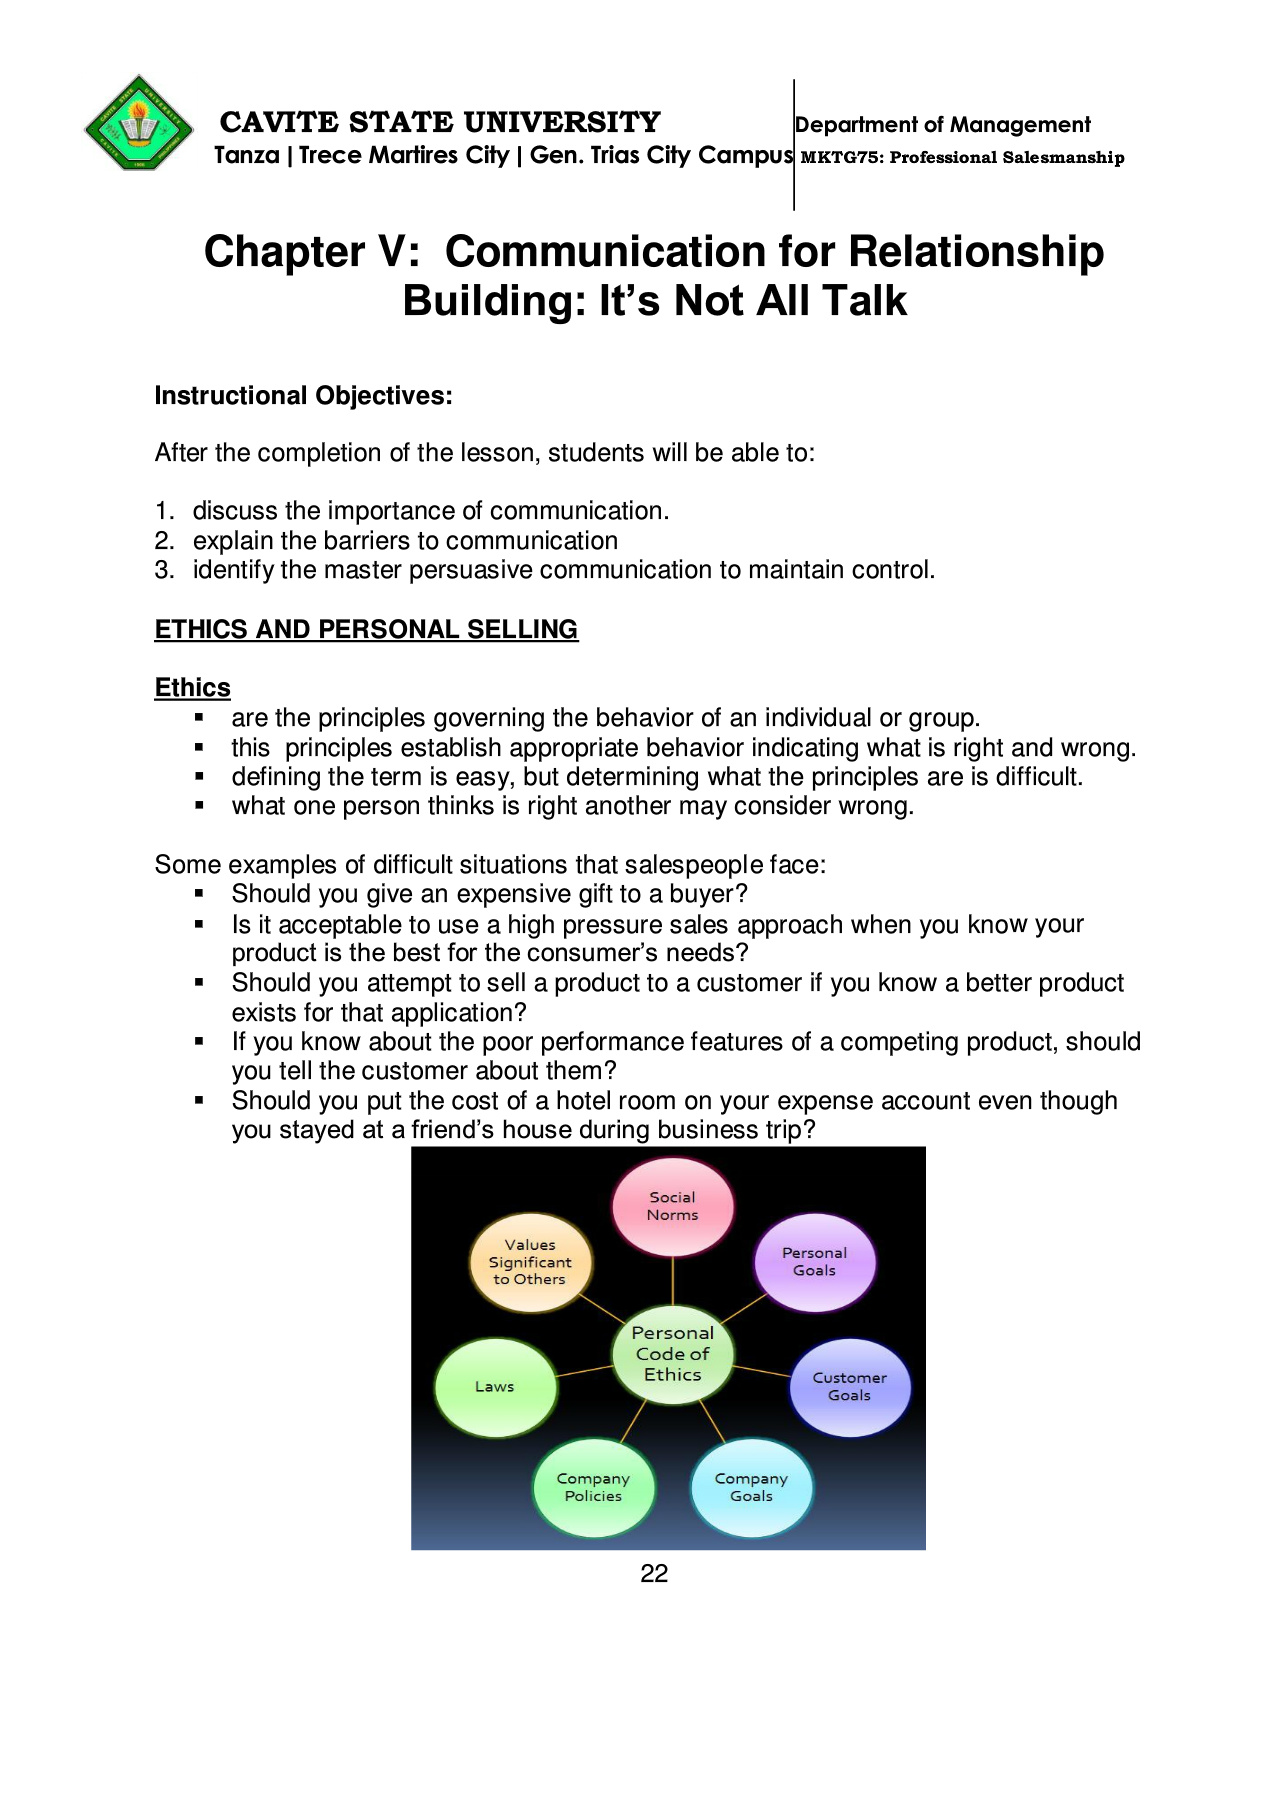 CAVITE STATE UNIVERSITY
Tanza | Trece Martires City | Gen. Trias City Campus
Department of Management
MKTG75: Professional Salesmanship
Chapter V:  Communication for Relationship
Building: It’s Not All Talk
Instructional Objectives:
After the completion of the lesson, students will be able to:
1. discuss the importance of communication.
2. explain the barriers to communication
3. identify the master persuasive communication to maintain control.
ETHICS AND PERSONAL SELLING
Ethics
▪ are the principles governing the behavior of an individual or group.
▪ this  principles establish appropriate behavior indicating what is right and wrong.
▪ defining the term is easy, but determining what the principles are is difficult.
▪ what one person thinks is right another may consider wrong.
Some examples of difficult situations that salespeople face:
▪ Should you give an expensive gift to a buyer?
▪ Is it acceptable to use a high pressure sales approach when you know your
product is the best for the consumer’s needs?
▪ Should you attempt to sell a product to a customer if you know a better product
exists for that application?
▪ If you know about the poor performance features of a competing product, should
you tell the customer about them?
▪ Should you put the cost of a hotel room on your expense account even though
you stayed at a friend’s house during business trip?
Social
Norms
Values
Significant
to Others
Personal
Goals
Personal
Code of
Ethics
Laws
Customer
Goals
Company
Policies
Company
Goals
22